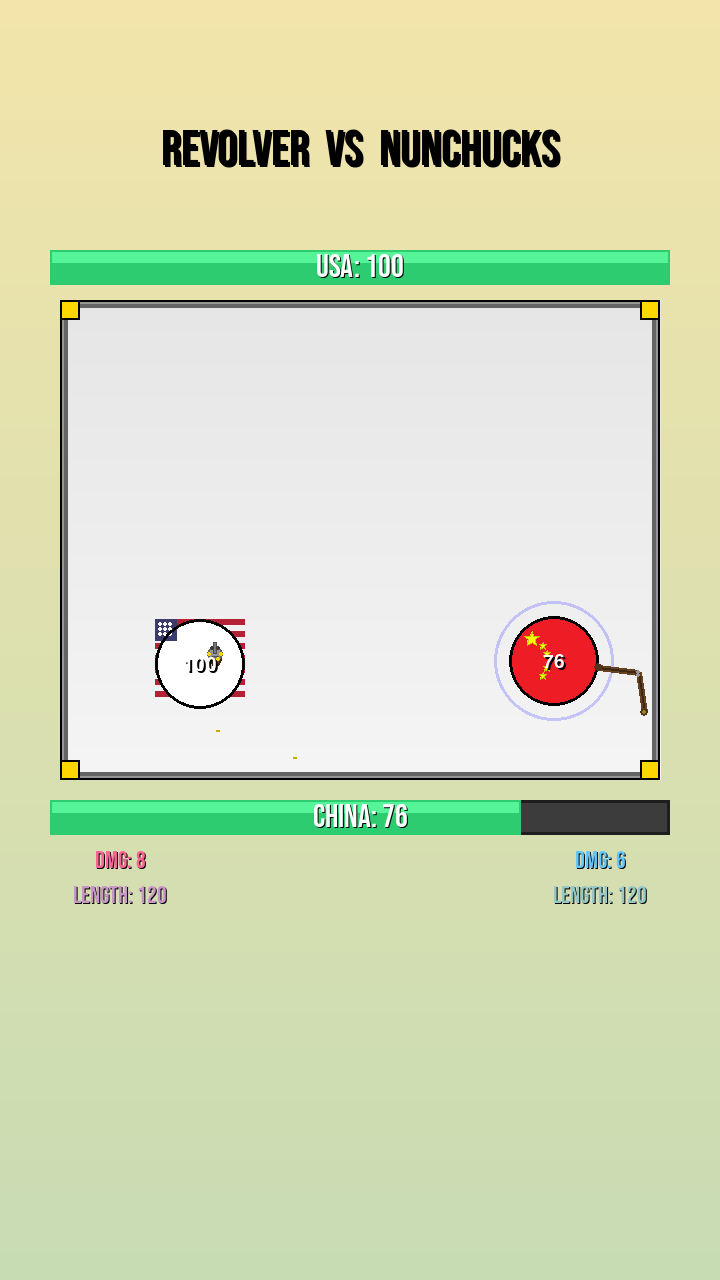 REVOLVER VS NUNCHUCKS
USA: 100
100
76
CHINA: 76
DMG: 8
DMG: 6
LENGTH: 120
LENGTH: 120